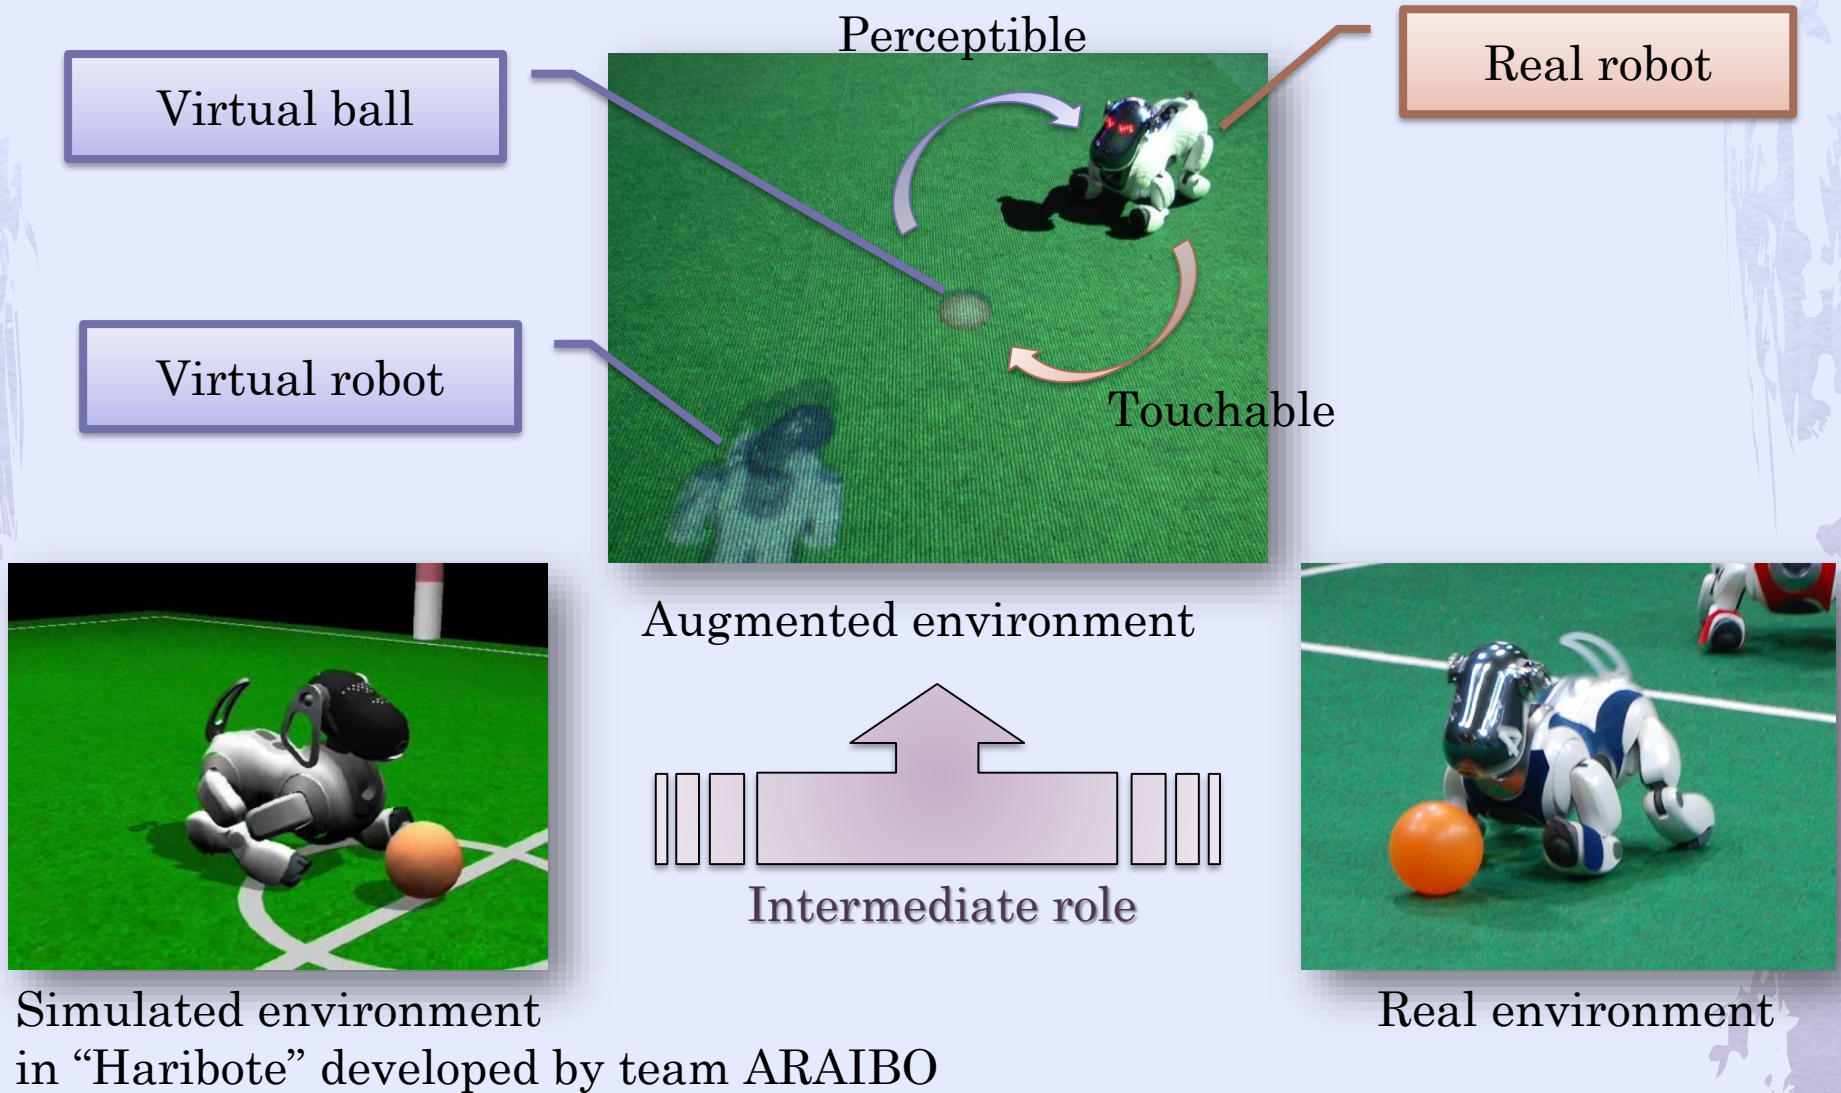 Perceptible
Virtual ball
Real robot
Virtual robot
Touchable
Augmented environment
Intermediate role
Simulated environment
in “Haribote” developed by team ARAIBO
Real environment